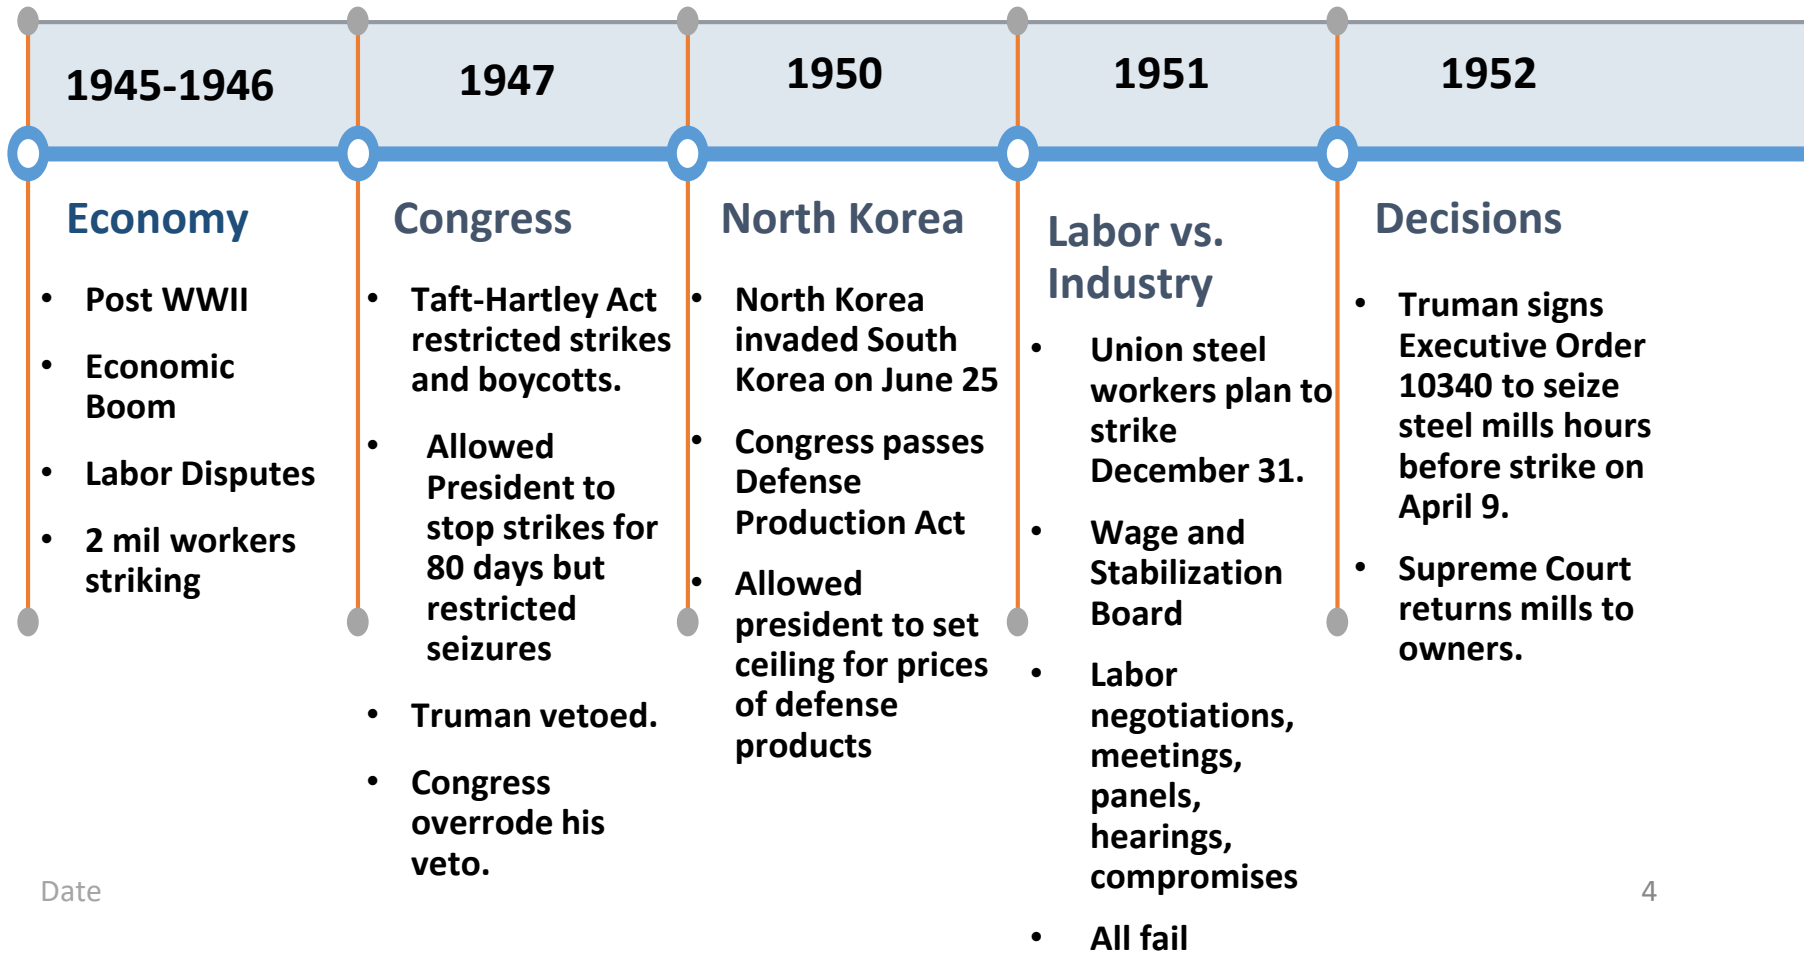 1945-1946
Economy
• Post WWII
• Economic
Boom
• Labor Disputes
• 2 mil workers
striking
1947
Congress
• Taft-Hartley Act
restricted strikes
and boycotts.
• Allowed
President to
stop strikes for
80 days but
restricted
seizures
• Truman vetoed.
• Congress
overrode his
veto.
1950
North Korea
• North Korea
invaded South
Korea on June 25
• Congress passes
Defense
Production Act
• Allowed
president to set
ceiling for prices
of defense
products
1951
Labor vs.
Industry
• Union steel
workers plan to
strike
December 31.
• Wage and
Stabilization
Board
• Labor
negotiations,
meetings,
panels,
hearings,
compromises
• All fail
1952
Decisions
• Truman signs
Executive Order
10340 to seize
steel mills hours
before strike on
April 9.
• Supreme Court
returns mills to
owners.
Date
4